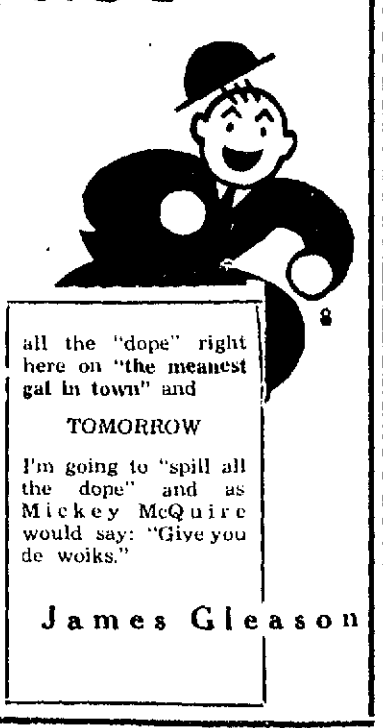 all the "dope" right
here on "the meanest
gal in town" and
TOMORROW
I'm going to "spill all
the dope" and as
Mickey McQuire
would say: "Give you
de woiks."
James Gleason